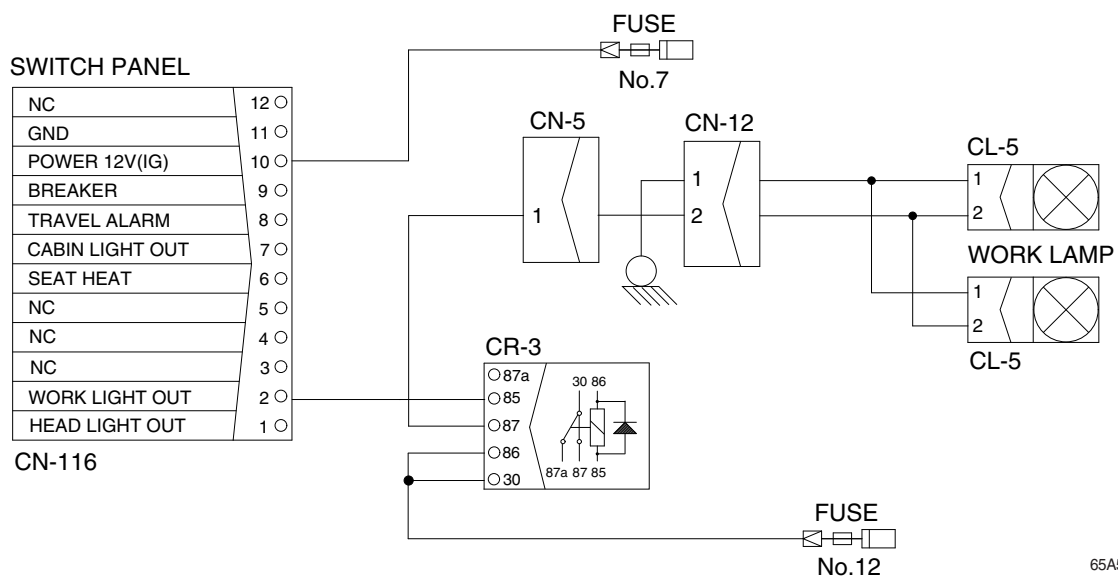 FUSE
No.7
SWITCH PANEL
NC 12
GND 11
POWER 12V(IG) 10
BREAKER 9
TRAVEL ALARM 8
CABIN LIGHT OUT 7
SEAT HEAT 6
NC 5
NC 4
NC 3
WORK LIGHT OUT 2
HEAD LIGHT OUT 1
CN-116
CN-5
1
CN-12
1
2
CL-5
1
2
WORK LAMP
1
2
CL-5
CR-3
87a
85
87
86
30
30 86
87a 87 85
FUSE
No.12
65A5